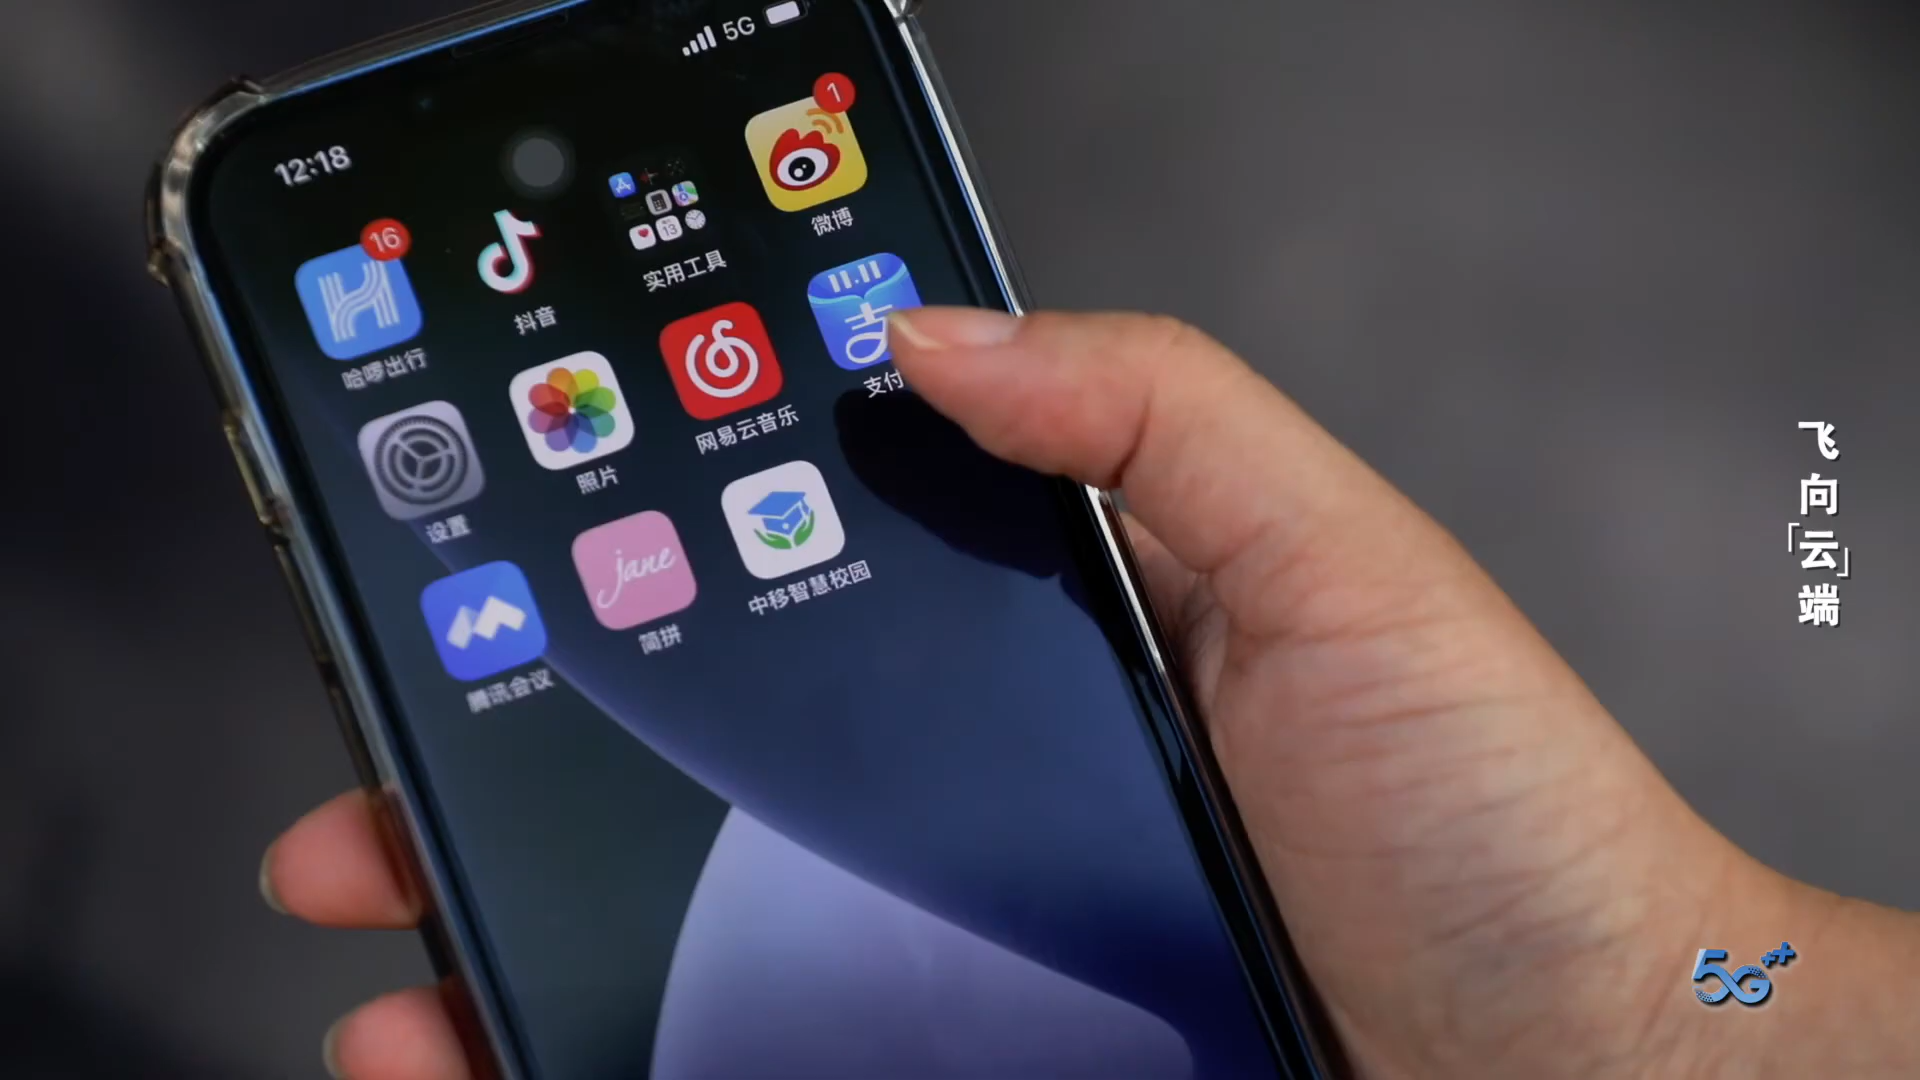 5G
12:18
1
16
11.11
支
jane
13
微博
实用工具
抖音
哈啰出行
支付
网易云音乐
照片
设置
中移智慧校园
简拼
腾讯会议
飞向「云」端
5G++